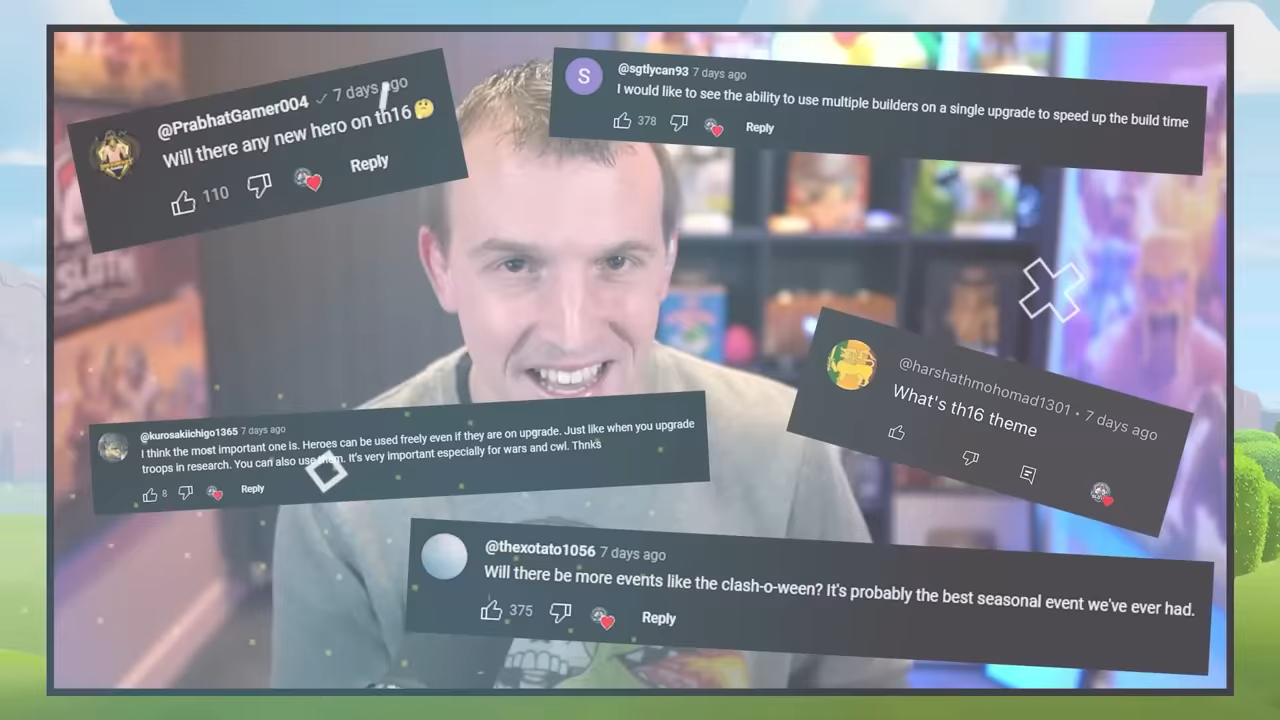 @PrabhatGamer004 7 days ago
Will there any new hero on th16 🤔
110
Reply
S
@sgtlycan93 7 days ago
I would like to see the ability to use multiple builders on a single upgrade to speed up the build time
378
Reply
SLOTH
@harshathmohomad1301 • 7 days ago
What's th16 theme
@kurosakiichigo1365 7 days ago
I think the most important one is. Heroes can be used freely even if they are on upgrade. Just like when you upgrade
troops in research. You can also use them. It's very important especially for wars and cwl. Thnks
8
Reply
@thexotato1056 7 days ago
Will there be more events like the clash-o-ween? It's probably the best seasonal event we've ever had.
375
Reply